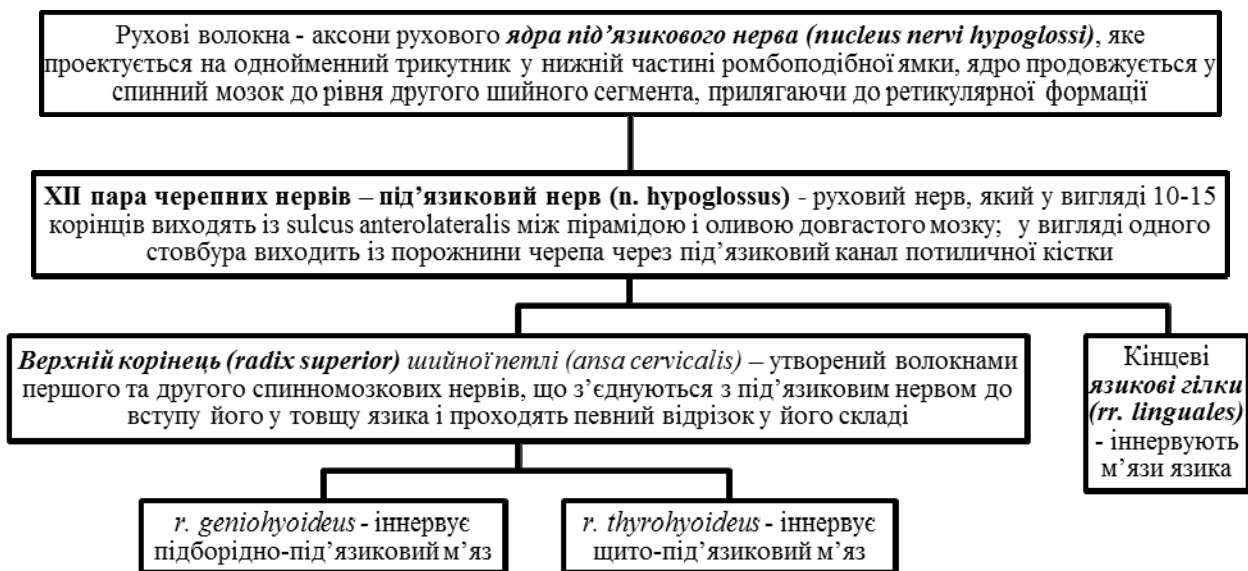 Рухові волокна - аксони рухового ядра під’язикового нерва (nucleus nervi hypoglossi), яке
проектується на однойменний трикутник у нижній частині ромбоподібної ямки, ядро продовжується у
спинний мозок до рівня другого шийного сегмента, прилягаючи до ретикулярної формації
XII пара черепних нервів – під’язиковий нерв (n. hypoglossus) - руховий нерв, який у вигляді 10-15
корінців виходять із sulcus anterolateralis між пірамідою і оливою довгастого мозку; у вигляді одного
стовбура виходить із порожнини черепа через під’язиковий канал потиличної кістки
Верхній корінець (radix superior) шийної петлі (ansa cervicalis) – утворений волокнами
першого та другого спинномозкових нервів, що з’єднуються з під’язиковим нервом до
вступу його у товщу язика і проходять певний відрізок у його складі
Кінцеві
язикові гілки
(rr. linguales)
- іннервують
м’язи язика
r. geniohyoideus - іннервує
підборідно-під’язиковий м’яз
r. thyrohyoideus - іннервує
щито-під’язиковий м’яз